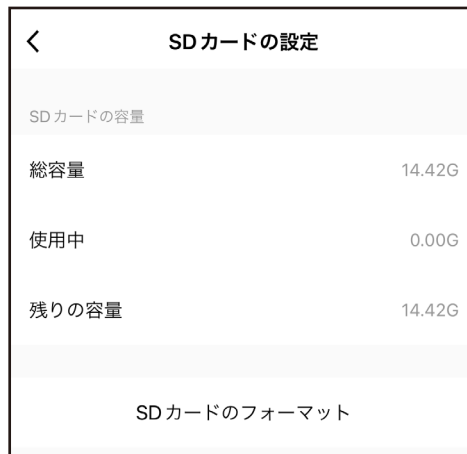 SDカードの設定
SDカードの容量
総容量 14.42G
使用中 0.00G
残りの容量 14.42G
SDカードのフォーマット